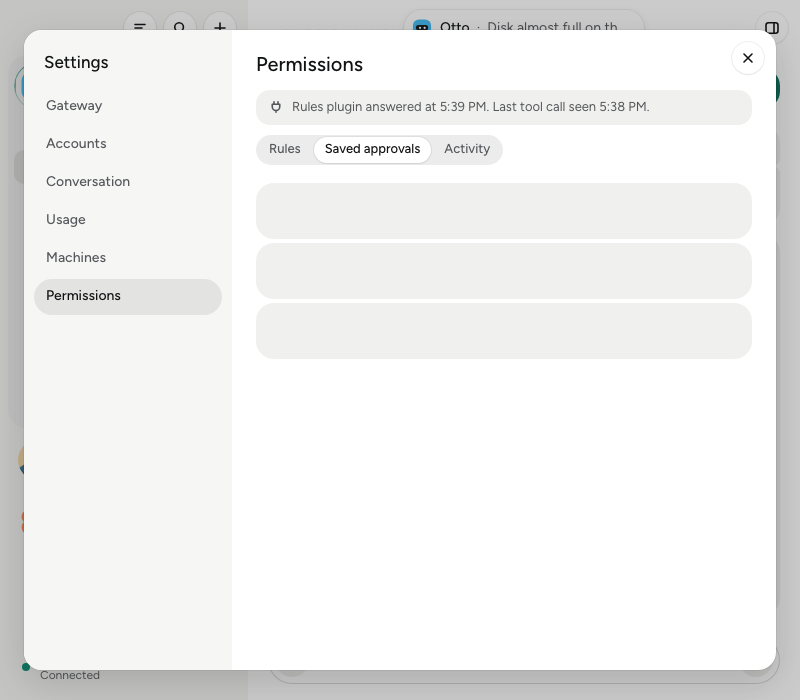 Otto · Disk almost full on th
Settings
Gateway
Accounts
Conversation
Usage
Machines
Permissions
Permissions
Rules plugin answered at 5:39 PM. Last tool call seen 5:38 PM.
Rules Saved approvals Activity
Connected